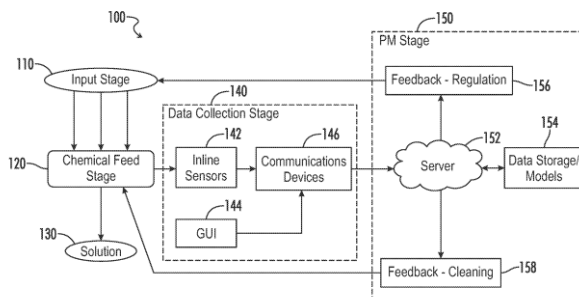 100
150
PM Stage
110
Input Stage
140
Data Collection Stage
Feedback - Regulation
156
142
146
152
154
120
Chemical Feed
Stage
Inline
Sensors
Communications
Devices
Server
Data Storage/
Models
144
GUI
130
Solution
Feedback - Cleaning
158